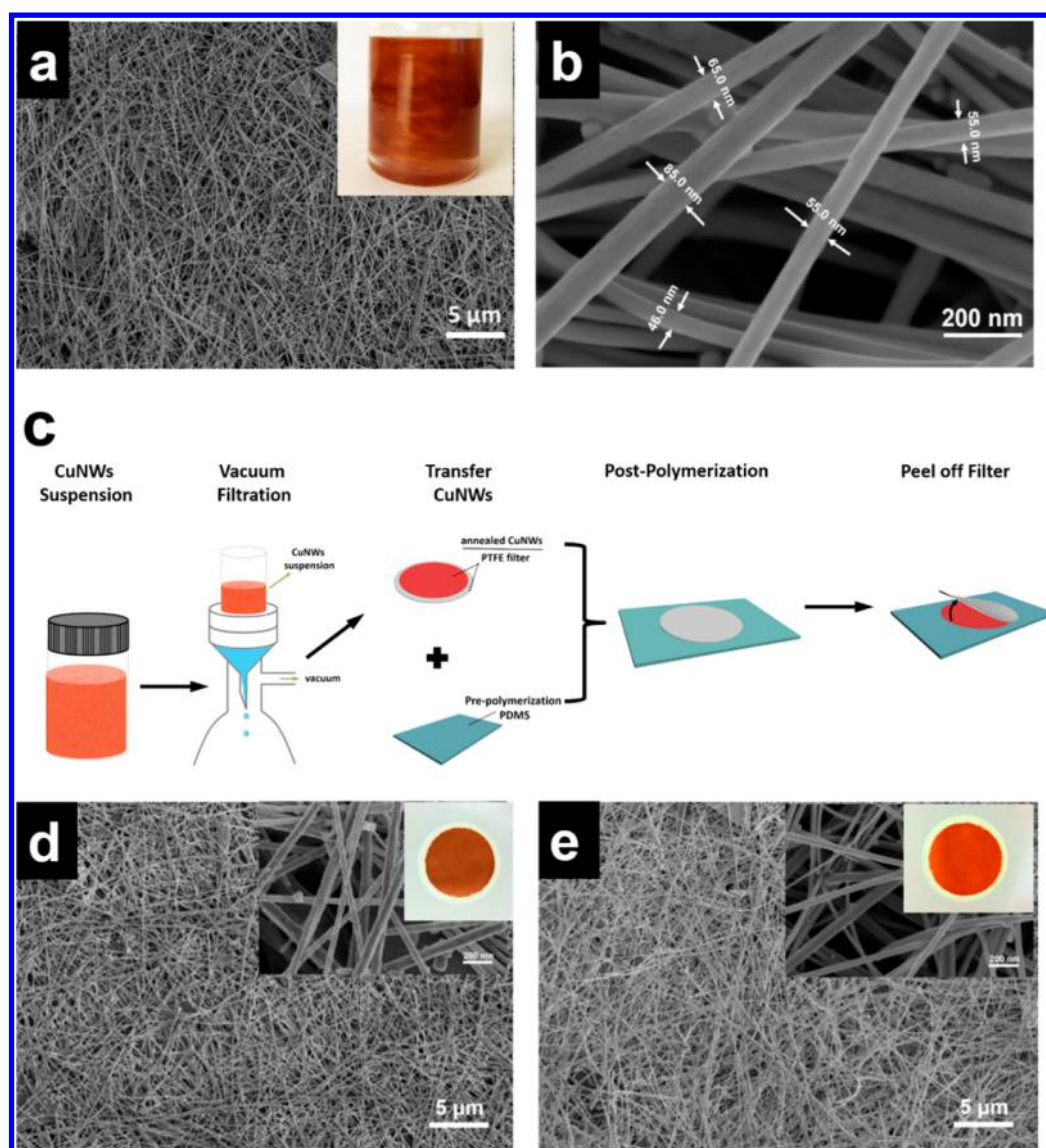 a
5 μm
b
65.0 nm
55.0 nm
85.0 nm
55.0 nm
46.0 nm
200 nm
c
CuNWs
Suspension
Vacuum
Filtration
Transfer
CuNWs
Post-Polymerization
Peel off Filter
CuNWs
suspension
annealed CuNWs
PTFE filter
vacuum
Pre-polymerization
PDMS
d
200 nm
5 μm
e
200 nm
5 μm